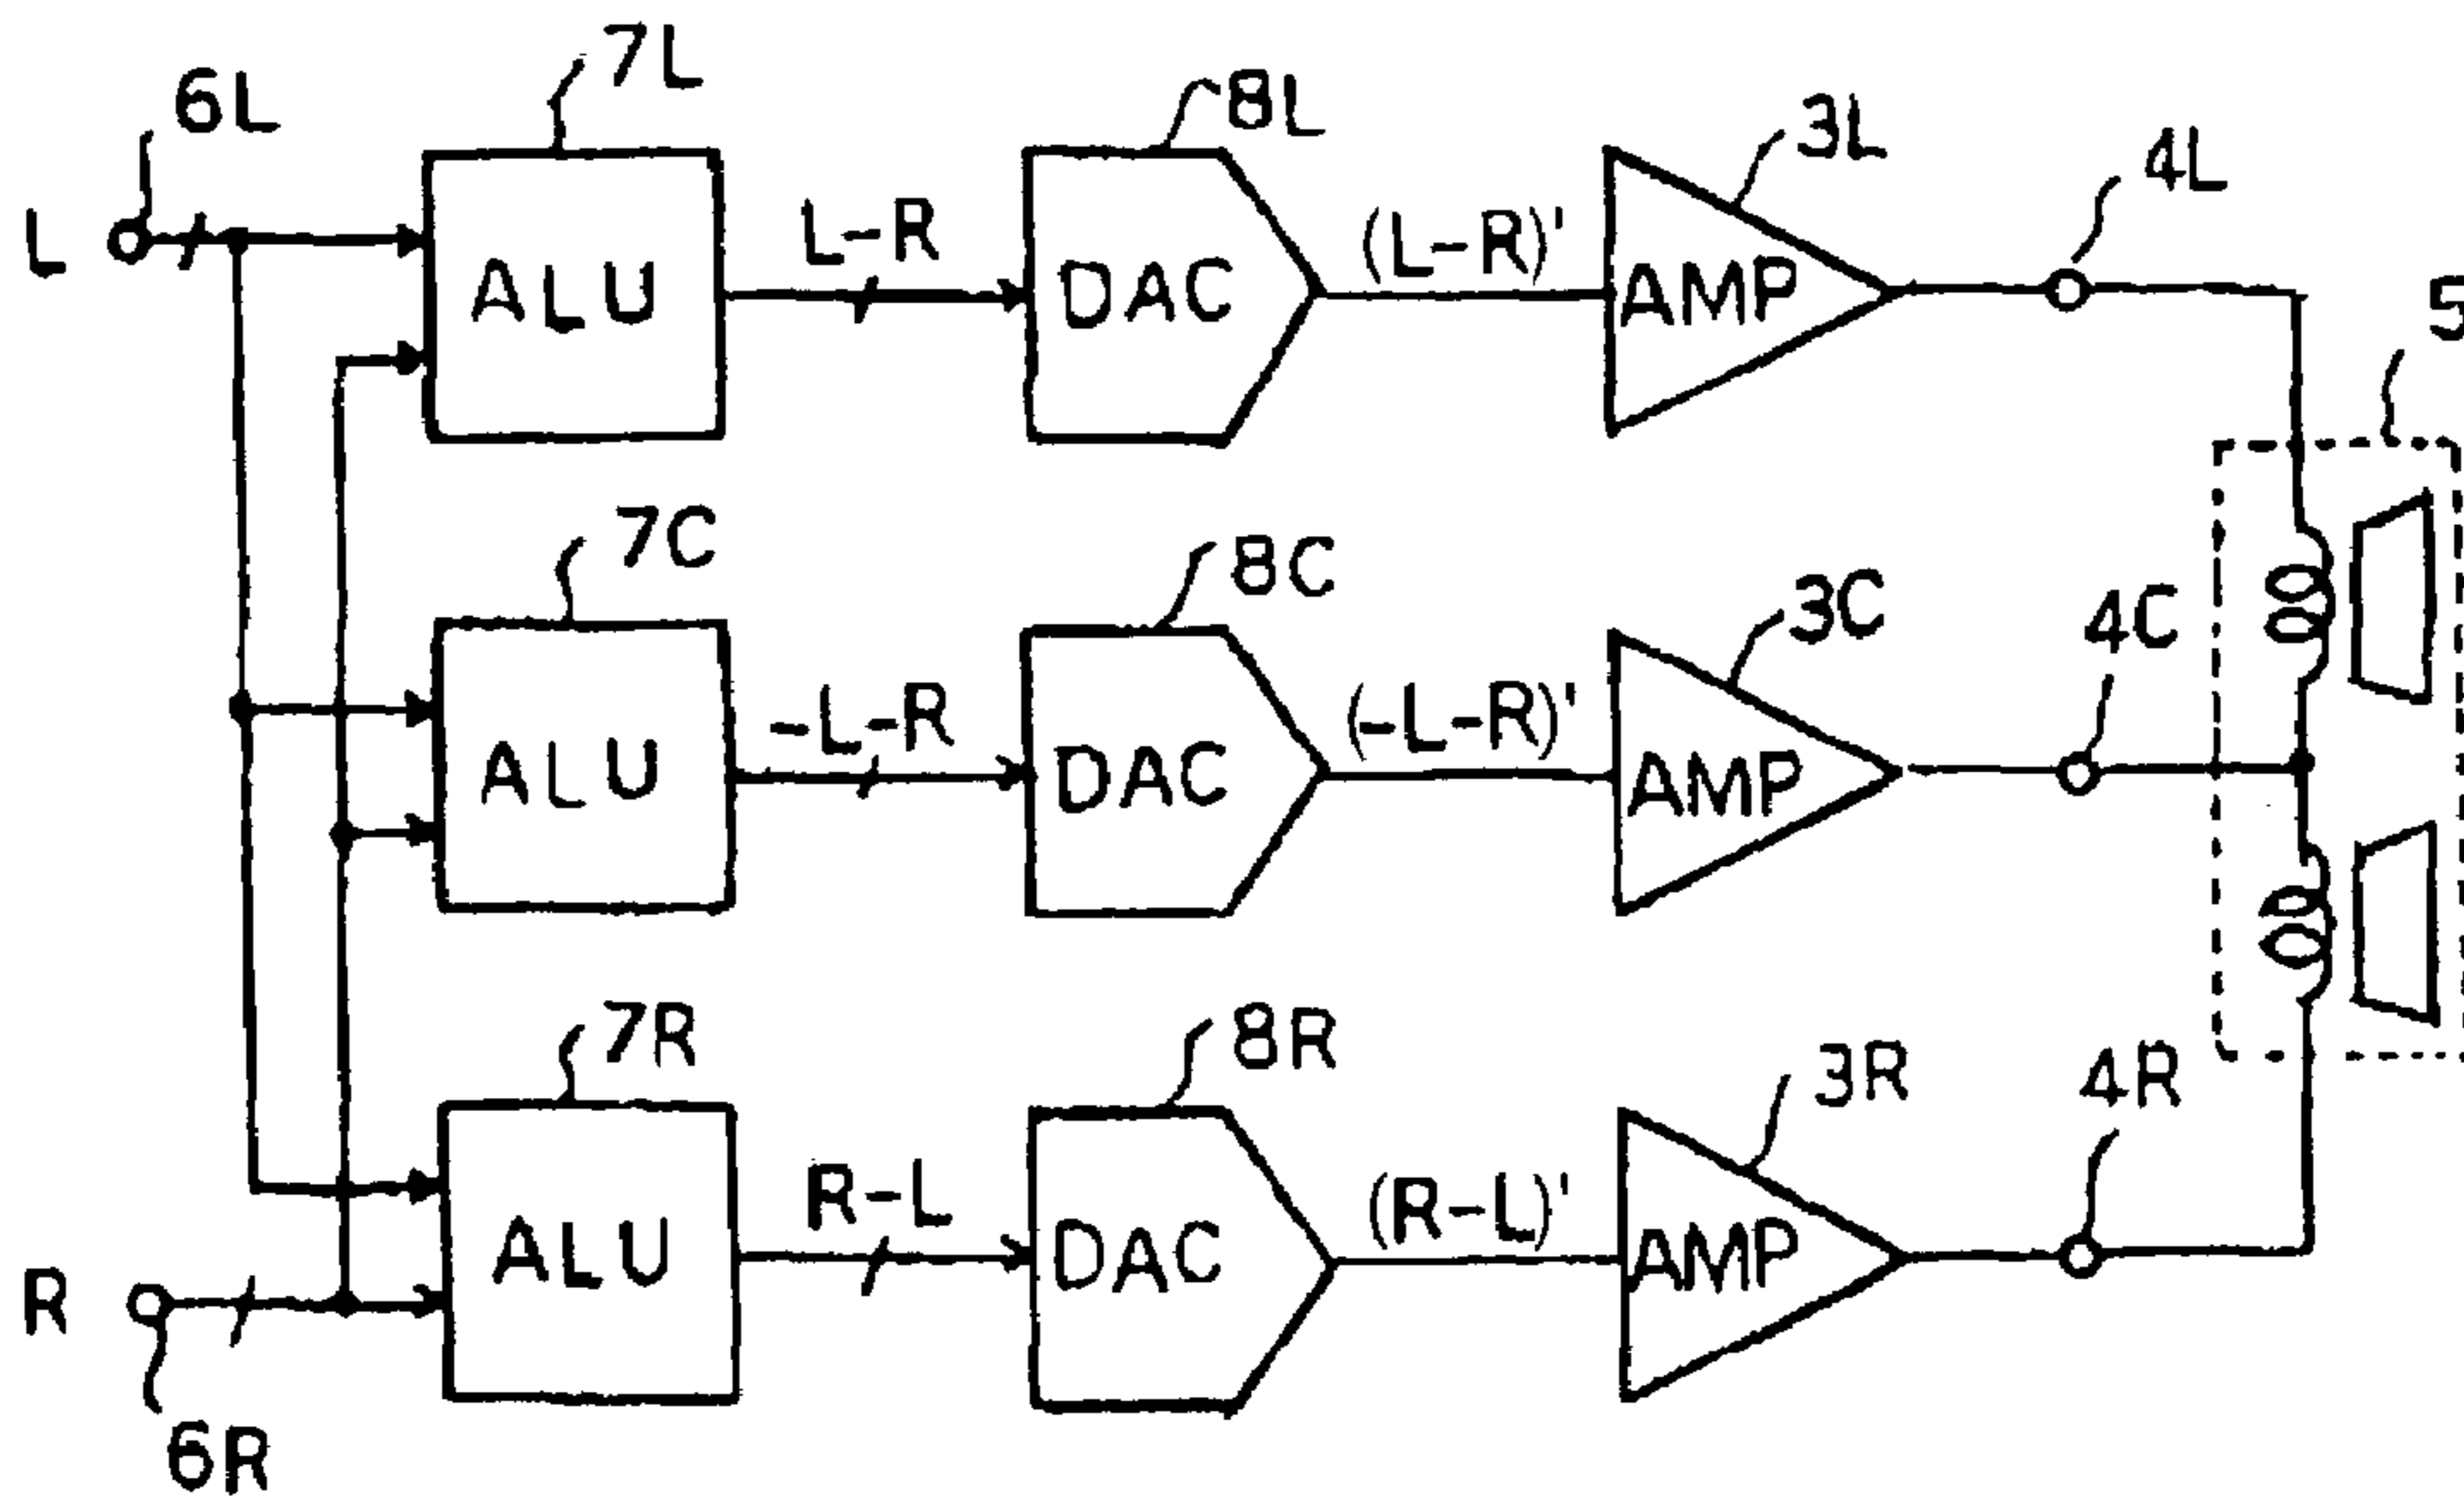 7L
6L
8L
3L
4L
L
L-R
(L-R)'
ALU
DAC
AMP
5
7C
8C
3C
4C
-L-R
(-L-R)'
ALU
DAC
AMP
7R
8R
3R
4R
R-L
(R-L)'
ALU
DAC
AMP
R
6R